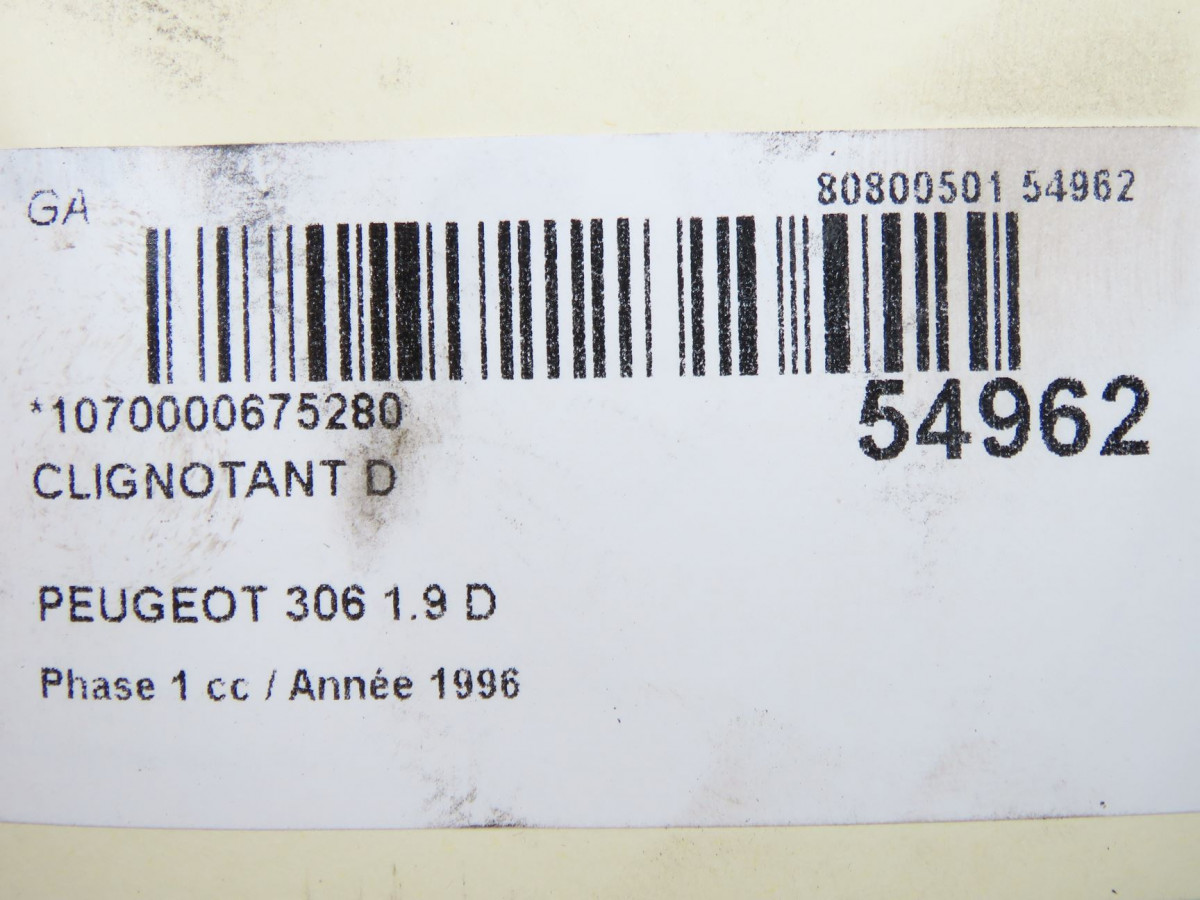 GA
80800501 54962
*1070000675280
54962
CLIGNOTANT D
PEUGEOT 306 1.9 D
Phase 1 cc / Année 1996